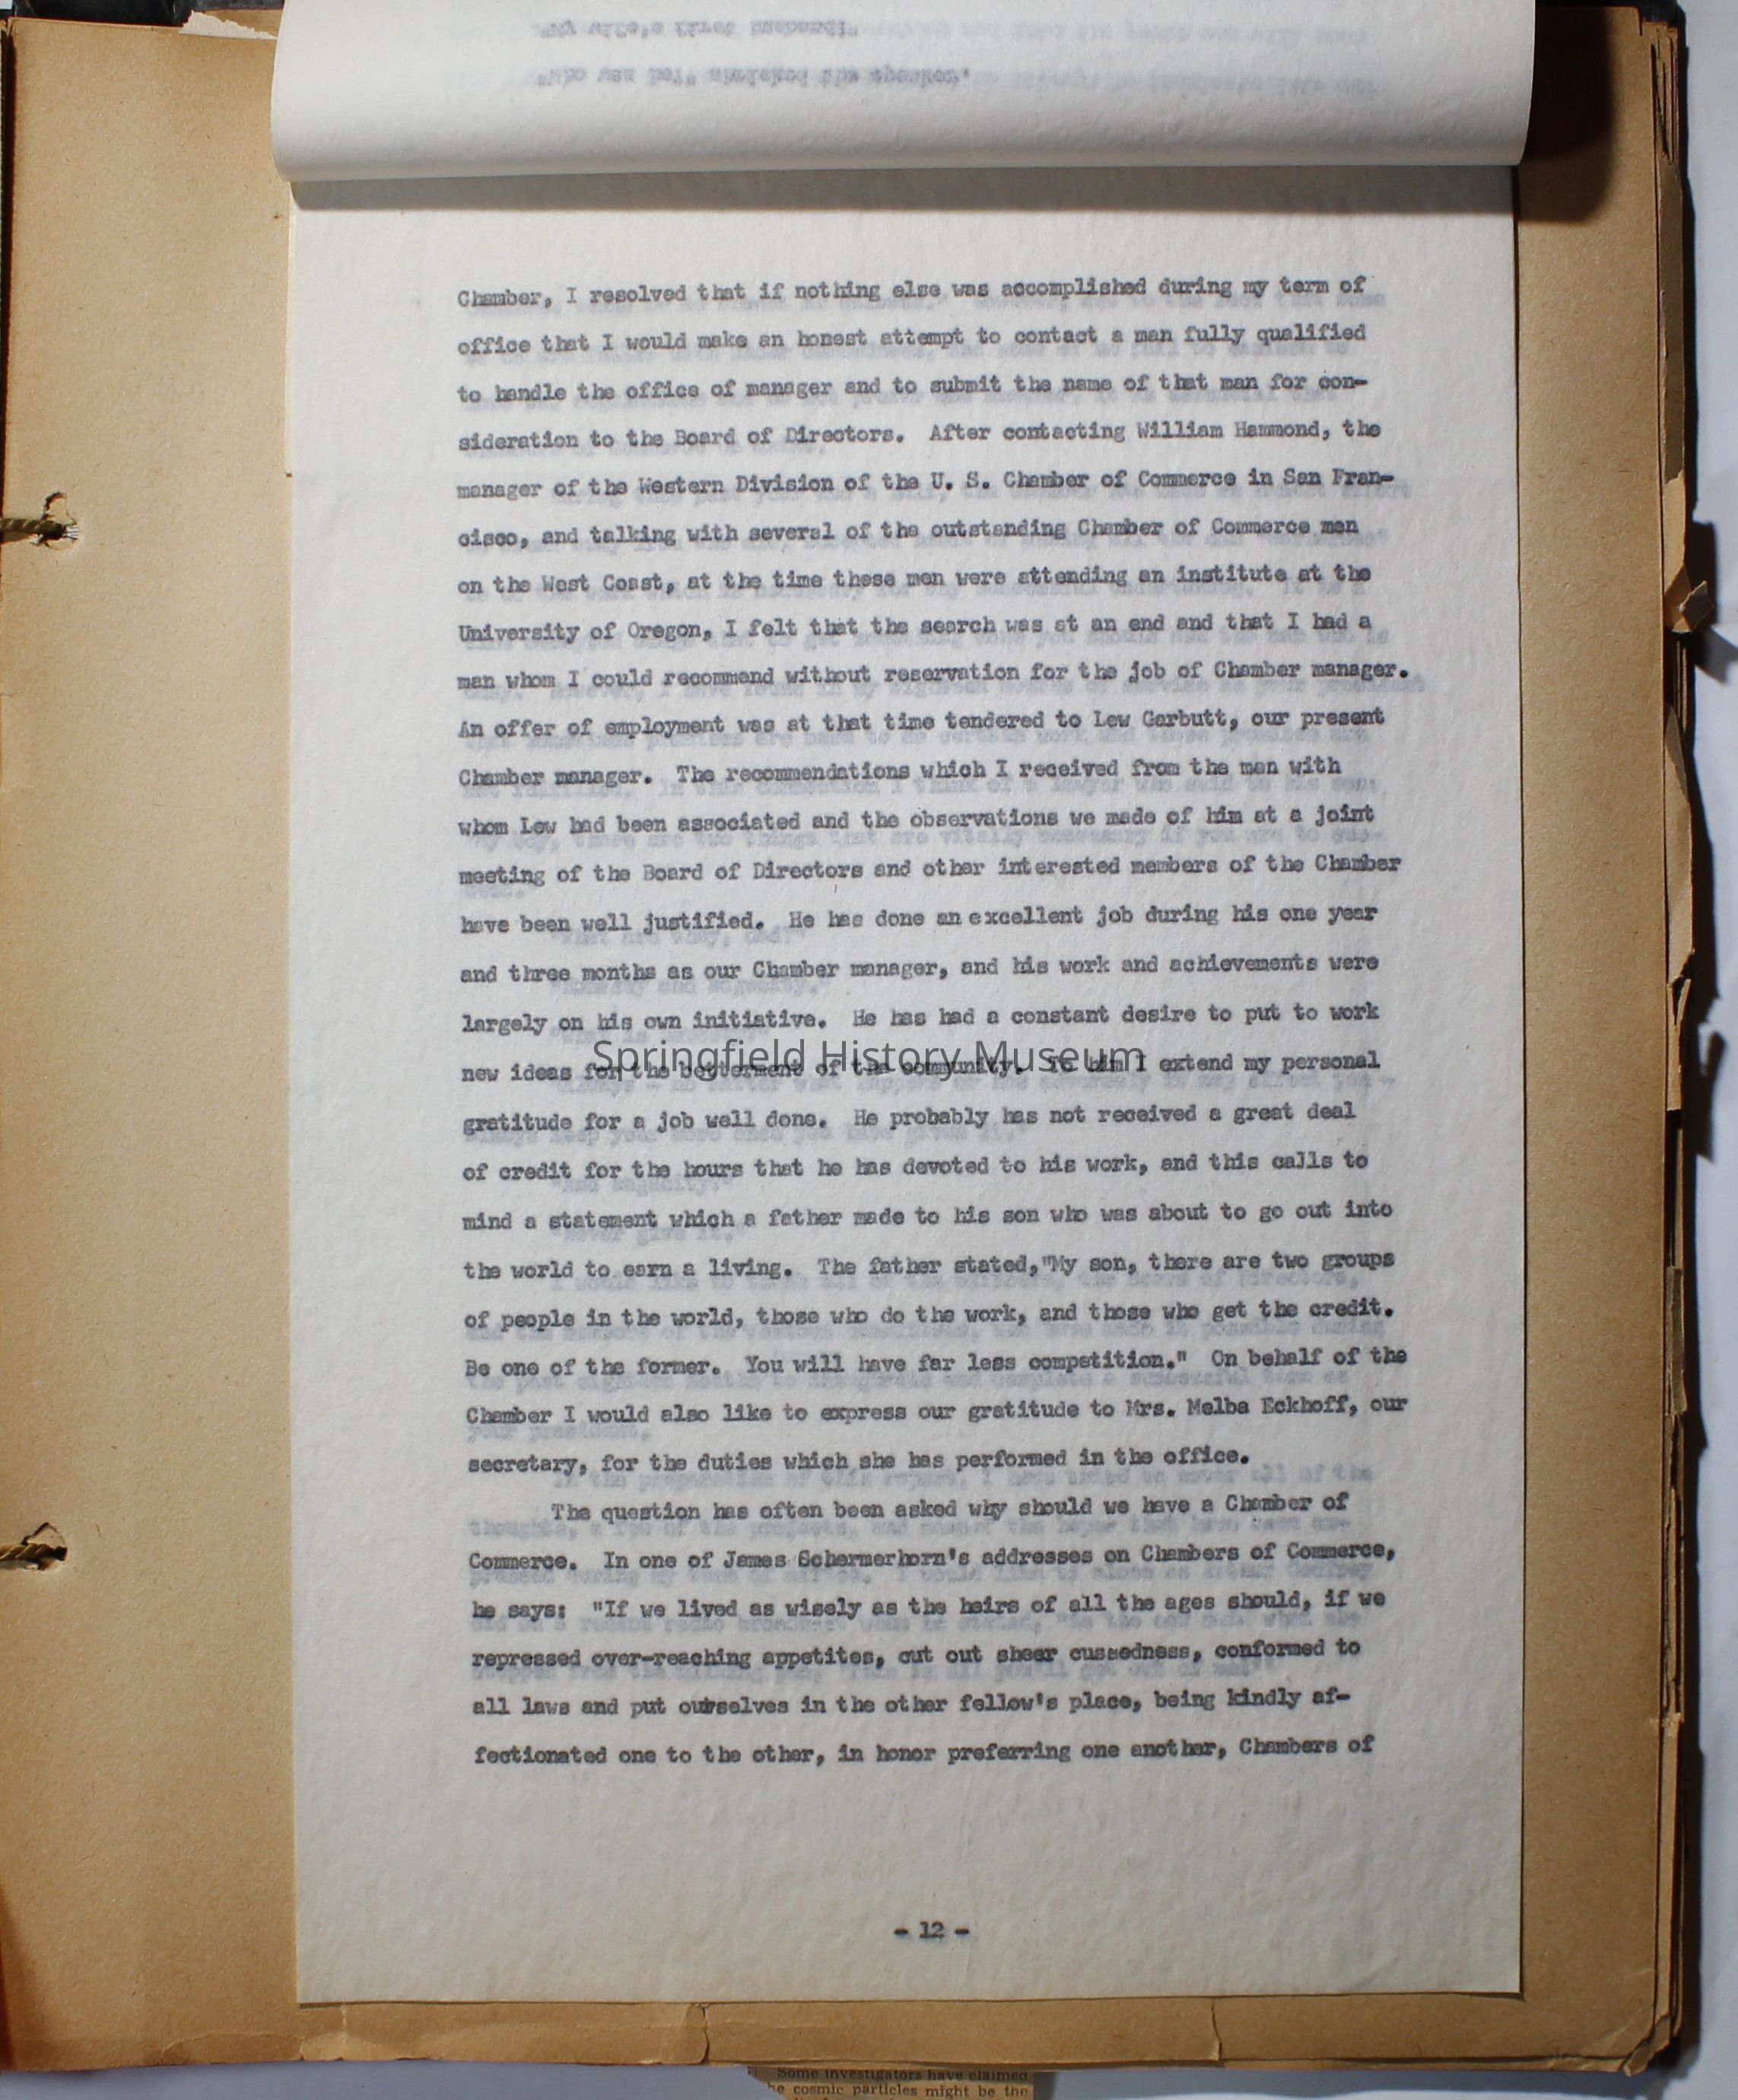 Chamber, I resolved that if nothing else was accomplished during my term of
office that I would make an honest attempt to contact a man fully qualified
to handle the office of manager and to submit the name of that man for con-
sideration to the Board of Directors.  After contacting William Hammond, the
manager of the Western Division of the U. S. Chamber of Commerce in San Fran-
cisco, and talking with several of the outstanding Chamber of Commerce men
on the West Coast, at the time these men were attending an institute at the
University of Oregon, I felt that the search was at an end and that I had a
man whom I could recommend without reservation for the job of Chamber manager.
An offer of employment was at that time tendered to Lew Garbutt, our present
Chamber manager.  The recommendations which I received from the men with
whom Lew had been associated and the observations we made of him at a joint
meeting of the Board of Directors and other interested members of the Chamber
have been well justified.  He has done an excellent job during his one year
and three months as our Chamber manager, and his work and achievements were
largely on his own initiative.  He has had a constant desire to put to work
Springfield History Museum
new ideas for the betterment of the community.  To him I extend my personal
gratitude for a job well done.  He probably has not received a great deal
of credit for the hours that he has devoted to his work, and this calls to
mind a statement which a father made to his son who was about to go out into
the world to earn a living.  The father stated,"My son, there are two groups
of people in the world, those who do the work, and those who get the credit.
Be one of the former.  You will have far less competition."  On behalf of the
Chamber I would also like to express our gratitude to Mrs. Melba Eckhoff, our
secretary, for the duties which she has performed in the office.
The question has often been asked why should we have a Chamber of
Commerce.  In one of James Schermerhorn's addresses on Chambers of Commerce,
he says:  "If we lived as wisely as the heirs of all the ages should, if we
repressed over-reaching appetites, cut out sheer cussedness, conformed to
all laws and put ourselves in the other fellow's place, being kindly af-
fectionated one to the other, in honor preferring one another, Chambers of
- 12 -
Some investigators have claimed
he cosmic particles might be the